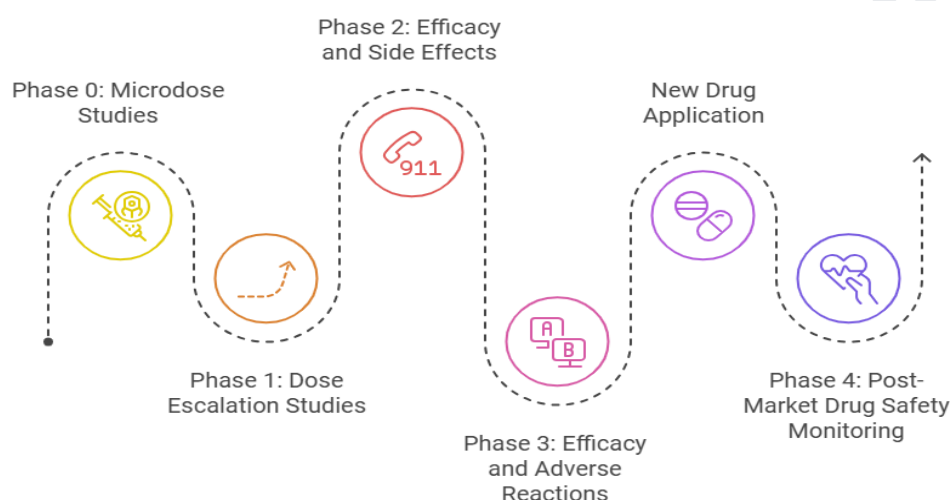 Phase 0: Microdose
Studies
Phase 1: Dose
Escalation Studies
Phase 2: Efficacy
and Side Effects
911
Phase 3: Efficacy
and Adverse
Reactions
A
B
New Drug
Application
Phase 4: Post-
Market Drug Safety
Monitoring